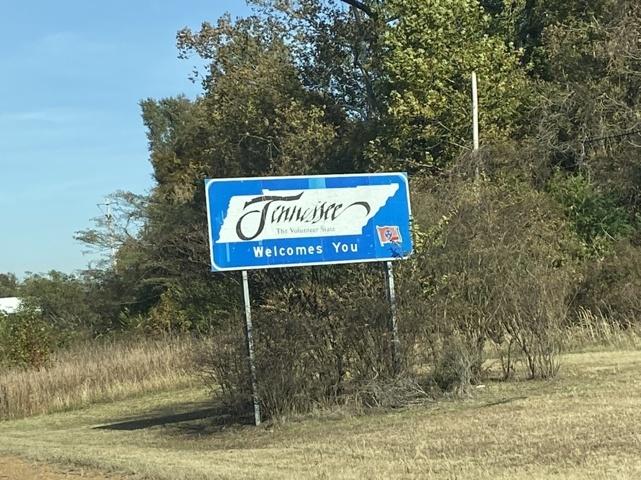 Tennessee
The Volunteer State
Welcomes You